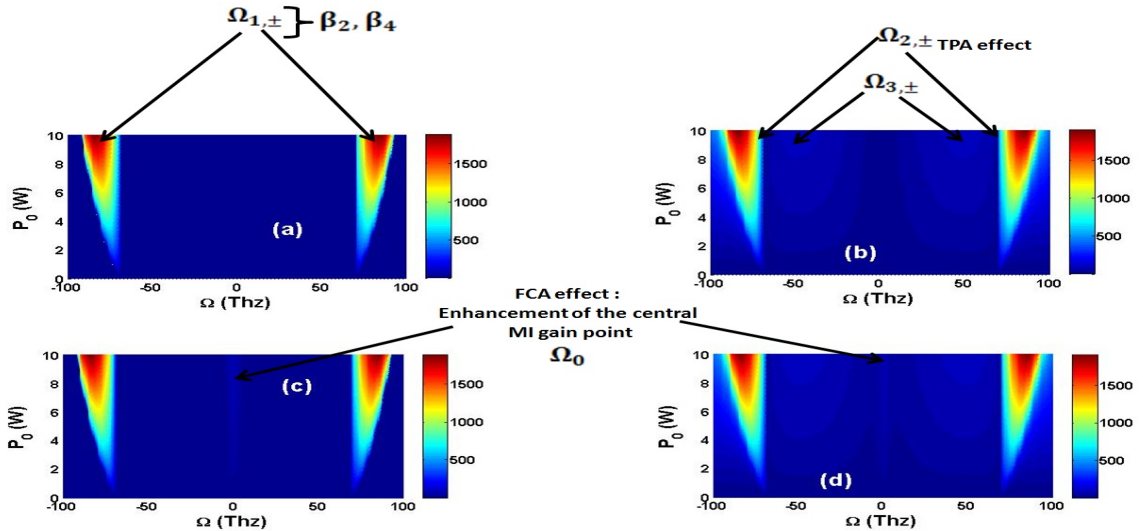 Ω1,± } β2, β4
Ω2,± TPA effect
Ω3,±
10
8
6
4
2
0
P0 (W)
-100 -50 0 50 100
Ω (Thz)
(a)
1500
1000
500
10
8
6
4
2
0
P0 (W)
-100 -50 0 50 100
Ω (Thz)
(b)
1500
1000
500
FCA effect :
Enhancement of the central
MI gain point
Ω0
10
8
6
4
2
0
P0 (W)
-100 -50 0 50 100
Ω (Thz)
(c)
1500
1000
500
10
8
6
4
2
0
P0 (W)
-100 -50 0 50 100
Ω (Thz)
(d)
1500
1000
500